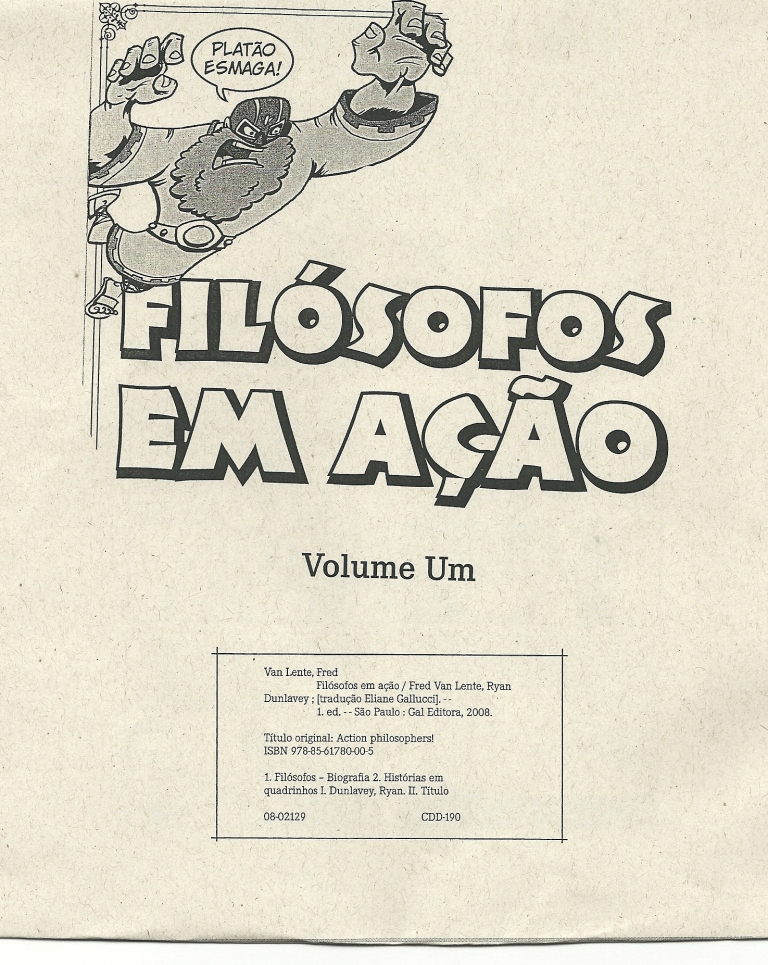 PLATÃO
ESMAGA!
FILÓSOFOS
EM AÇÃO
Volume Um
Van Lente, Fred
Filósofos em ação / Fred Van Lente, Ryan
Dunlavey ; [tradução Eliane Gallucci]. --
1. ed. -- São Paulo : Gal Editora, 2008.
Título original: Action philosophers!
ISBN 978-85-61780-00-5
1. Filósofos – Biografia 2. Histórias em
quadrinhos I. Dunlavey, Ryan. II. Título
08-02129 CDD-190